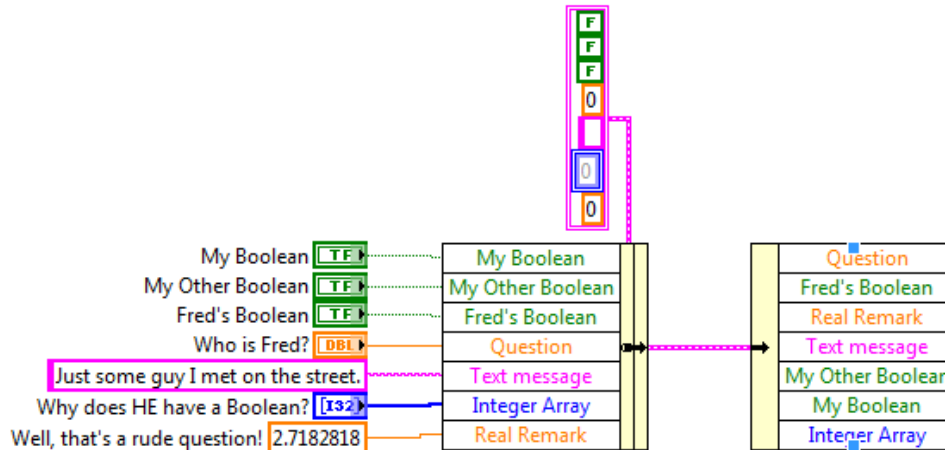 F
F
F
0
0
0
My Boolean TF My Boolean Question
My Other Boolean TF My Other Boolean Fred's Boolean
Fred's Boolean TF Fred's Boolean Real Remark
Who is Fred? DBL Question Text message
Just some guy I met on the street. Text message My Other Boolean
Why does HE have a Boolean? [I32] Integer Array My Boolean
Well, that's a rude question! 2.7182818 Real Remark Integer Array